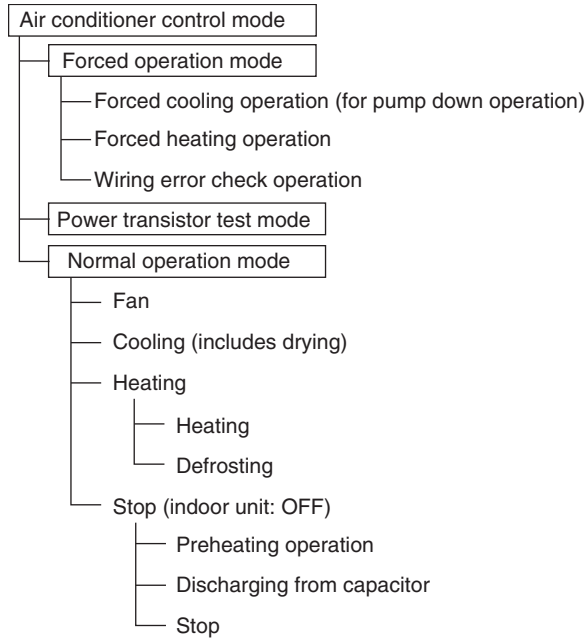 Air conditioner control mode
Forced operation mode
Forced cooling operation (for pump down operation)
Forced heating operation
Wiring error check operation
Power transistor test mode
Normal operation mode
Fan
Cooling (includes drying)
Heating
Heating
Defrosting
Stop (indoor unit: OFF)
Preheating operation
Discharging from capacitor
Stop